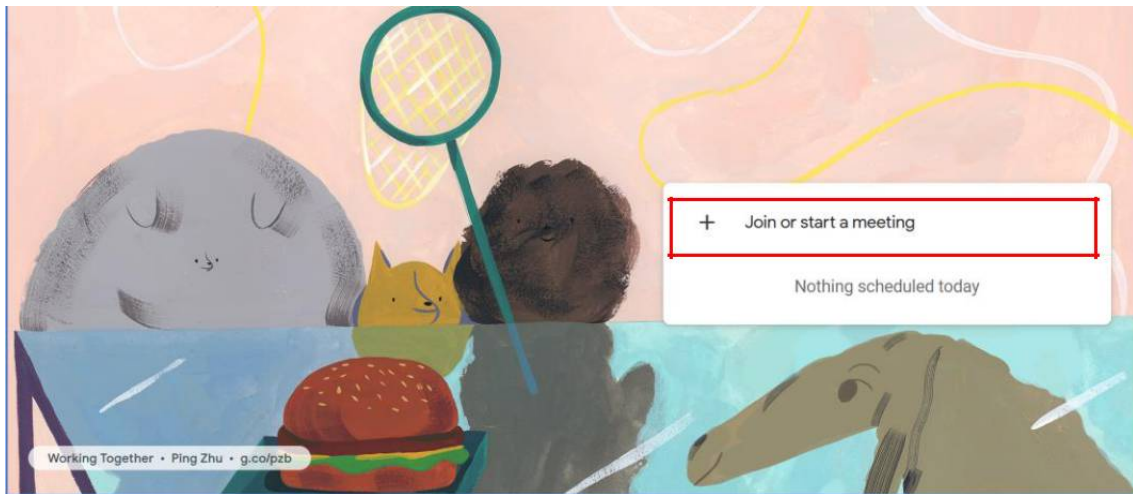 + Join or start a meeting
Nothing scheduled today
Working Together • Ping Zhu • g.co/pzb